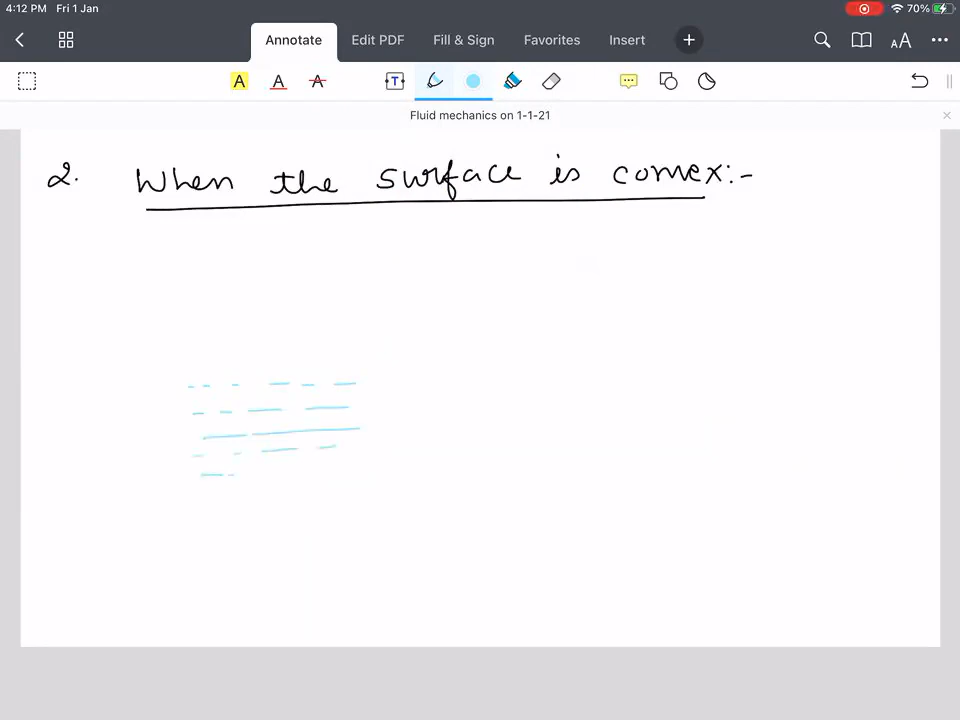 4:12 PM Fri 1 Jan
70%
Annotate Edit PDF Fill & Sign Favorites Insert
A A A T AA
Fluid mechanics on 1-1-21
2. When the surface is convex:-